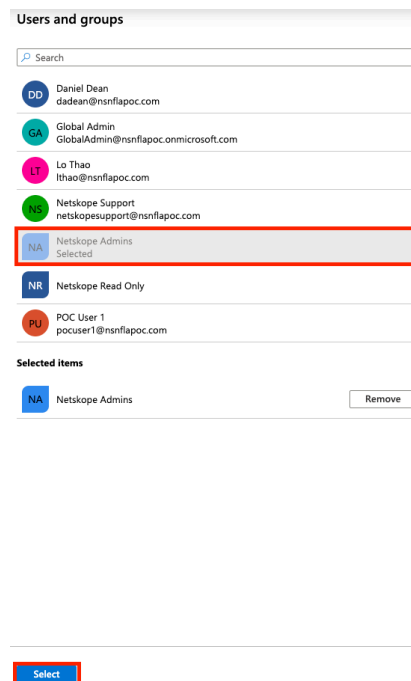 Users and groups
Search
DD
Daniel Dean
dadean@nsnflapoc.com
GA
Global Admin
GlobalAdmin@nsnflapoc.onmicrosoft.com
LT
Lo Thao
lthao@nsnflapoc.com
NS
Netskope Support
netskopesupport@nsnflapoc.com
NA
Netskope Admins
Selected
NR
Netskope Read Only
PU
POC User 1
pocuser1@nsnflapoc.com
Selected items
NA
Netskope Admins
Remove
Select